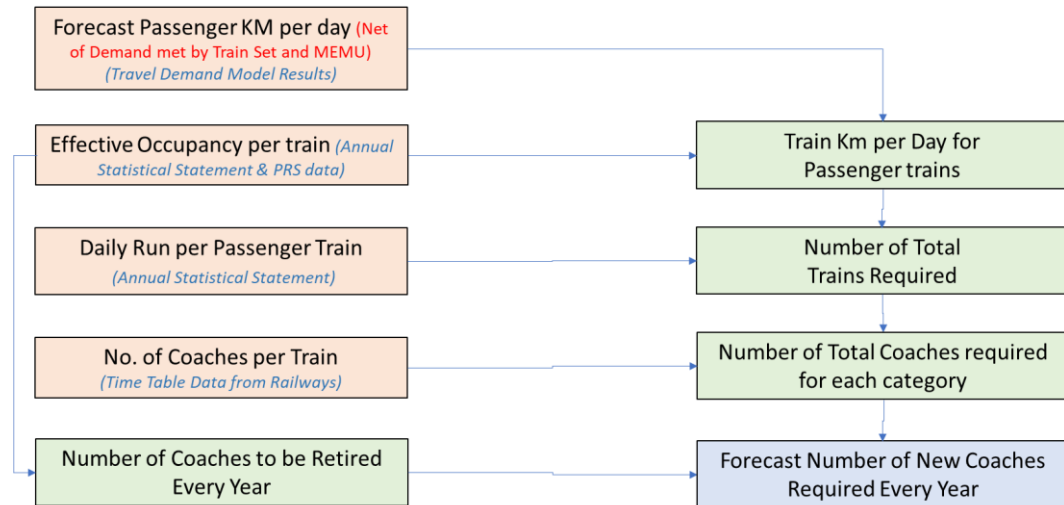 Forecast Passenger KM per day (Net
of Demand met by Train Set and MEMU)
(Travel Demand Model Results)
Effective Occupancy per train (Annual
Statistical Statement & PRS data)
Train Km per Day for
Passenger trains
Daily Run per Passenger Train
(Annual Statistical Statement)
Number of Total
Trains Required
No. of Coaches per Train
(Time Table Data from Railways)
Number of Total Coaches required
for each category
Number of Coaches to be Retired
Every Year
Forecast Number of New Coaches
Required Every Year